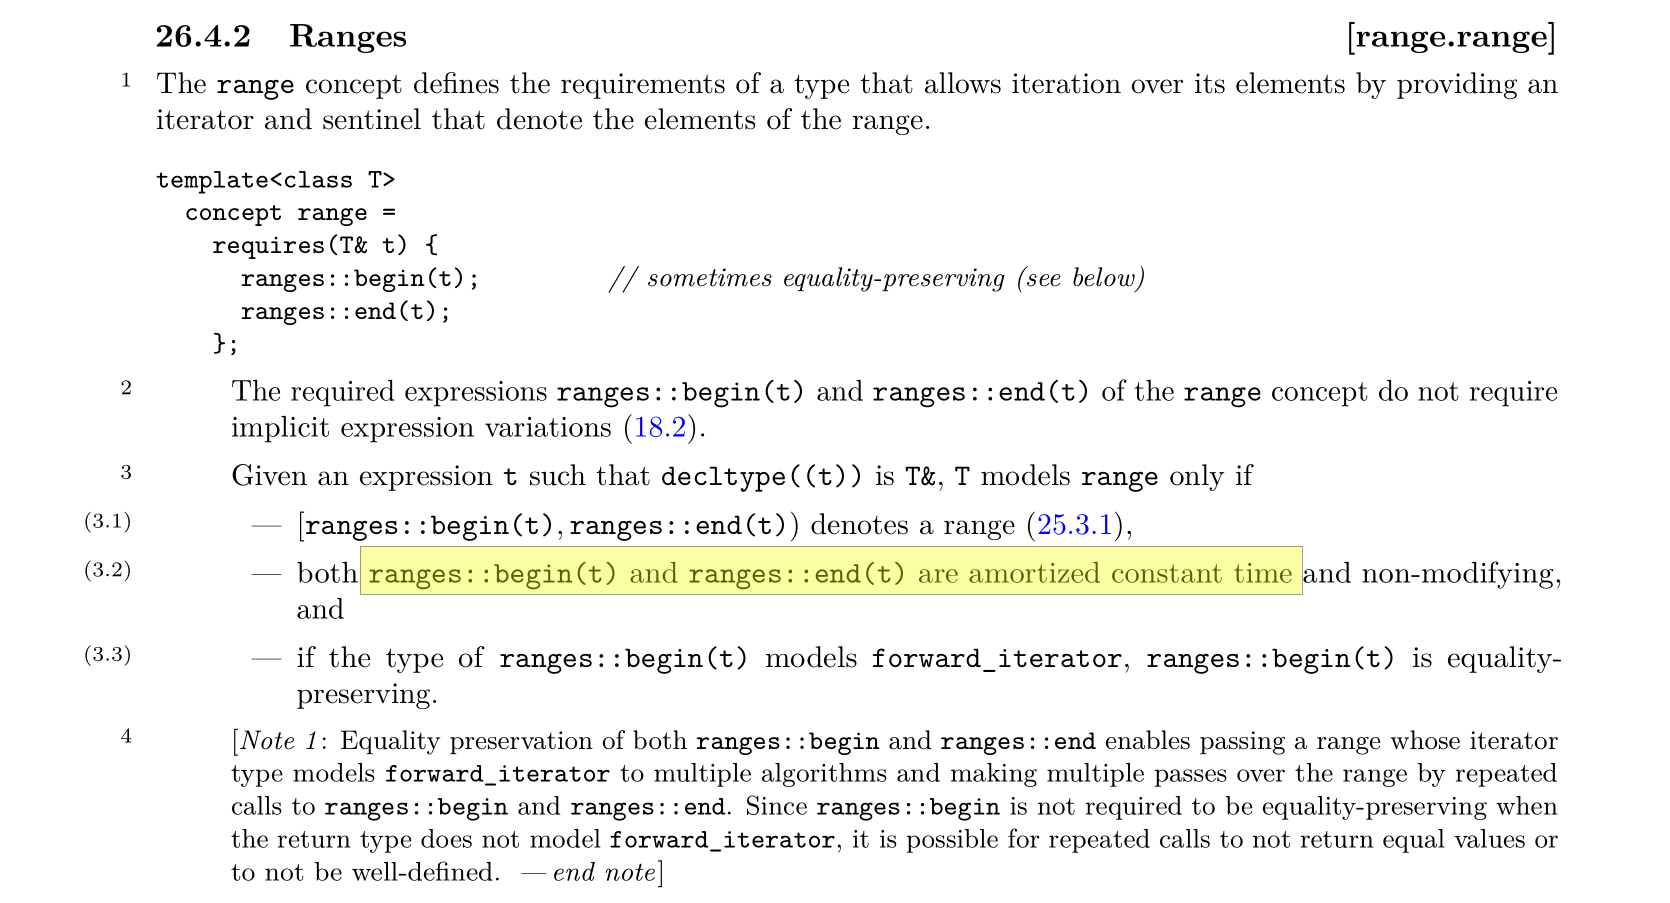 26.4.2 Ranges [range.range]
1 The range concept defines the requirements of a type that allows iteration over its elements by providing an
iterator and sentinel that denote the elements of the range.
template<class T>
concept range =
requires(T& t) {
ranges::begin(t); // sometimes equality-preserving (see below)
ranges::end(t);
};
2 The required expressions ranges::begin(t) and ranges::end(t) of the range concept do not require
implicit expression variations (18.2).
3 Given an expression t such that decltype((t)) is T&, T models range only if
(3.1) — [ranges::begin(t), ranges::end(t)) denotes a range (25.3.1),
(3.2) — both ranges::begin(t) and ranges::end(t) are amortized constant time and non-modifying,
and
(3.3) — if the type of ranges::begin(t) models forward_iterator, ranges::begin(t) is equality-
preserving.
4 [Note 1: Equality preservation of both ranges::begin and ranges::end enables passing a range whose iterator
type models forward_iterator to multiple algorithms and making multiple passes over the range by repeated
calls to ranges::begin and ranges::end. Since ranges::begin is not required to be equality-preserving when
the return type does not model forward_iterator, it is possible for repeated calls to not return equal values or
to not be well-defined. — end note]